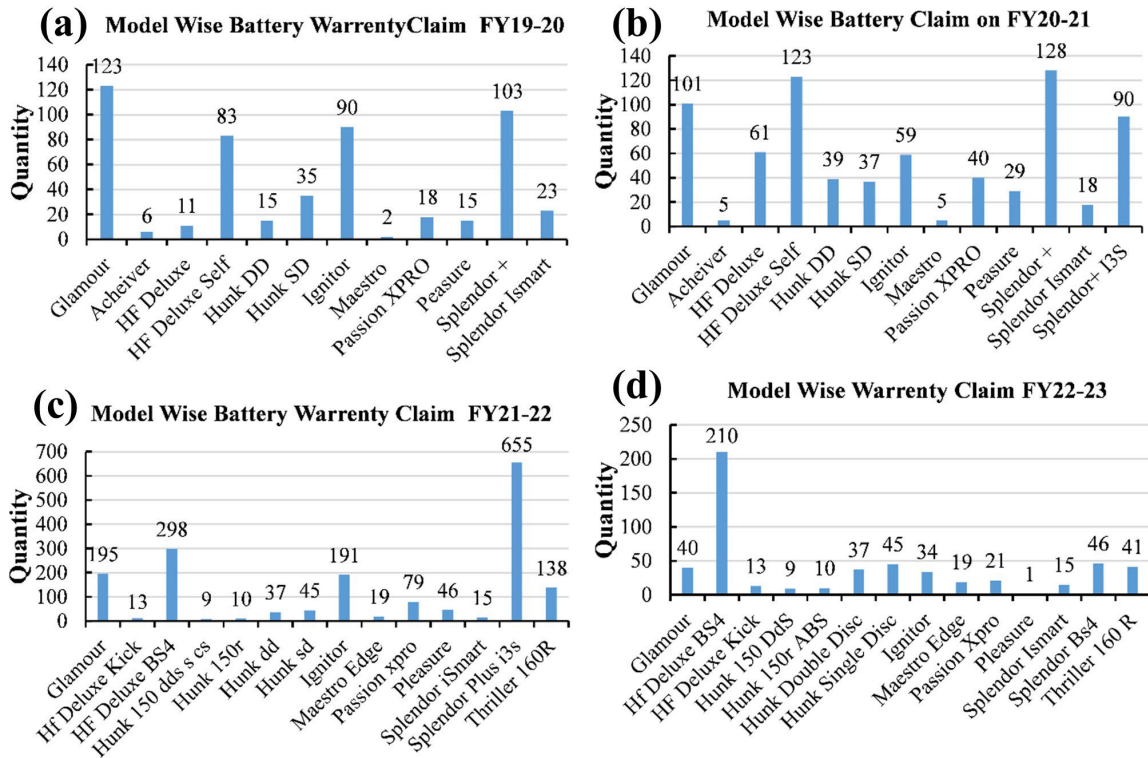 (a) Model Wise Battery WarrentyClaim FY19-20
Quantity
140
120
100
80
60
40
20
0
123
6
11
83
15
35
90
2
18
15
103
23
Glamour
Acheiver
HF Deluxe
HF Deluxe Self
Hunk DD
Hunk SD
Ignitor
Maestro
Passion XPRO
Peasure
Splendor +
Splendor Ismart
(b) Model Wise Battery Claim on FY20-21
Quantity
140
120
100
80
60
40
20
0
101
5
61
123
39
37
59
5
40
29
128
18
90
Glamour
Acheiver
HF Deluxe
HF Deluxe Self
Hunk DD
Hunk SD
Ignitor
Maestro
Passion XPRO
Peasure
Splendor +
Splendor Ismart
Splendor+ I3S
(c) Model Wise Battery Warrenty Claim FY21-22
Quantity
700
600
500
400
300
200
100
0
195
13
298
9
10
37
45
191
19
79
46
15
655
138
Glamour
Hf Deluxe Kick
HF Deluxe BS4
Hunk 150 dds s cs
Hunk 150r
Hunk dd
Hunk sd
Ignitor
Maestro Edge
Passion xpro
Pleasure
Splendor iSmart
Splendor Plus i3s
Thriller 160R
(d) Model Wise Warrenty Claim FY22-23
Quantity
250
200
150
100
50
0
40
210
13
9
10
37
45
34
19
21
1
15
46
41
Glamour
Hf Deluxe BS4
HF Deluxe Kick
Hunk 150 DdS
Hunk 150r ABS
Hunk Double Disc
Hunk Single Disc
Ignitor
Maestro Edge
Passion Xpro
Pleasure
Splendor Ismart
Splendor Bs4
Thriller 160 R